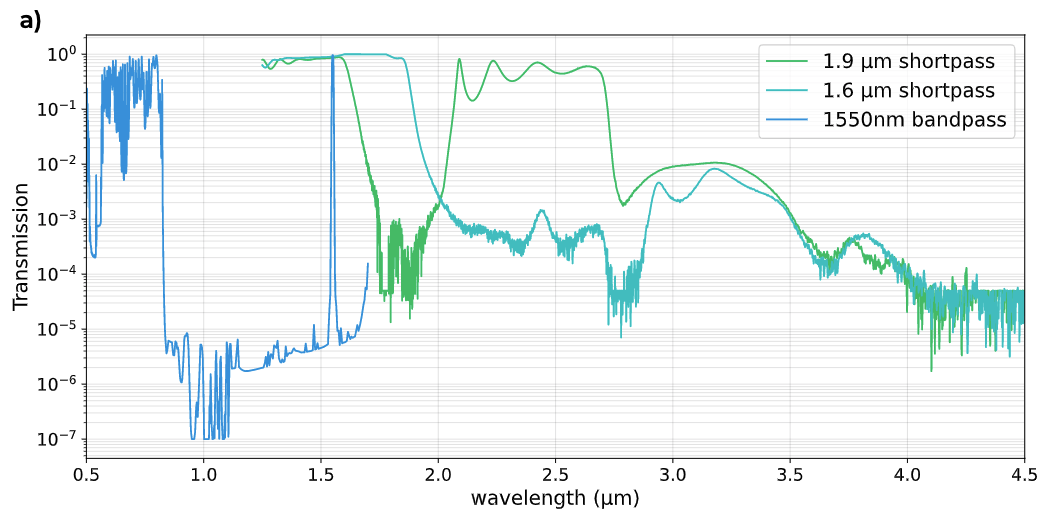 a)
Transmission
10⁰
10⁻¹
10⁻²
10⁻³
10⁻⁴
10⁻⁵
10⁻⁶
10⁻⁷
1.9 μm shortpass
1.6 μm shortpass
1550nm bandpass
0.5 1.0 1.5 2.0 2.5 3.0 3.5 4.0 4.5
wavelength (μm)